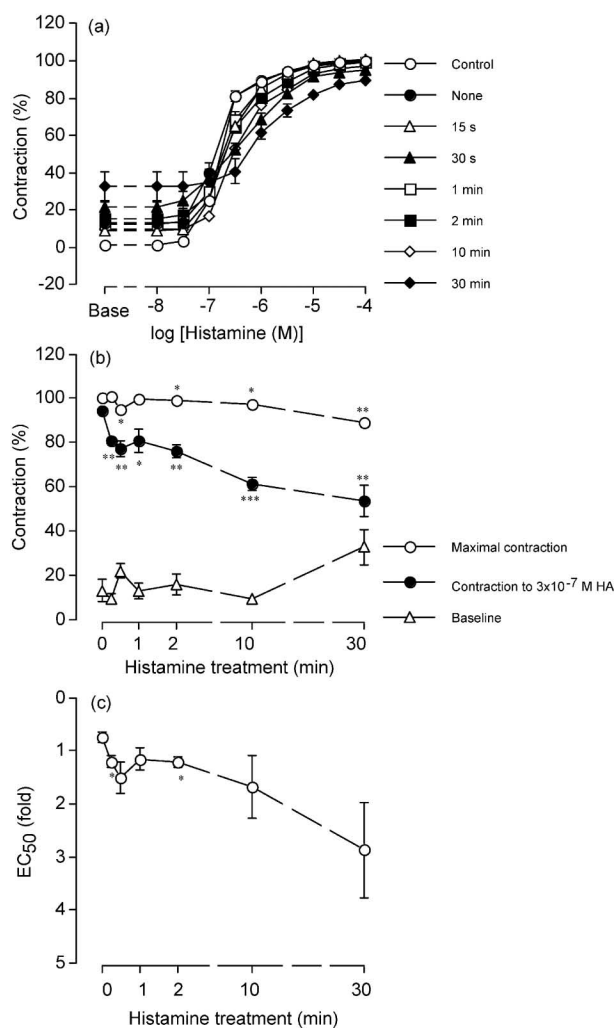 (a)
Contraction (%)
120
100
80
60
40
20
0
-20
Base -8 -7 -6 -5 -4
log [Histamine (M)]
Control
None
15 s
30 s
1 min
2 min
10 min
30 min
(b)
Contraction (%)
120
100
80
60
40
20
0
* * **
*
** ** * ** *** **
0 1 2 10 30
Histamine treatment (min)
Maximal contraction
Contraction to 3x10⁻⁷ M HA
Baseline
(c)
EC₅₀ (fold)
0
1
2
3
4
5
* *
0 1 2 10 30
Histamine treatment (min)